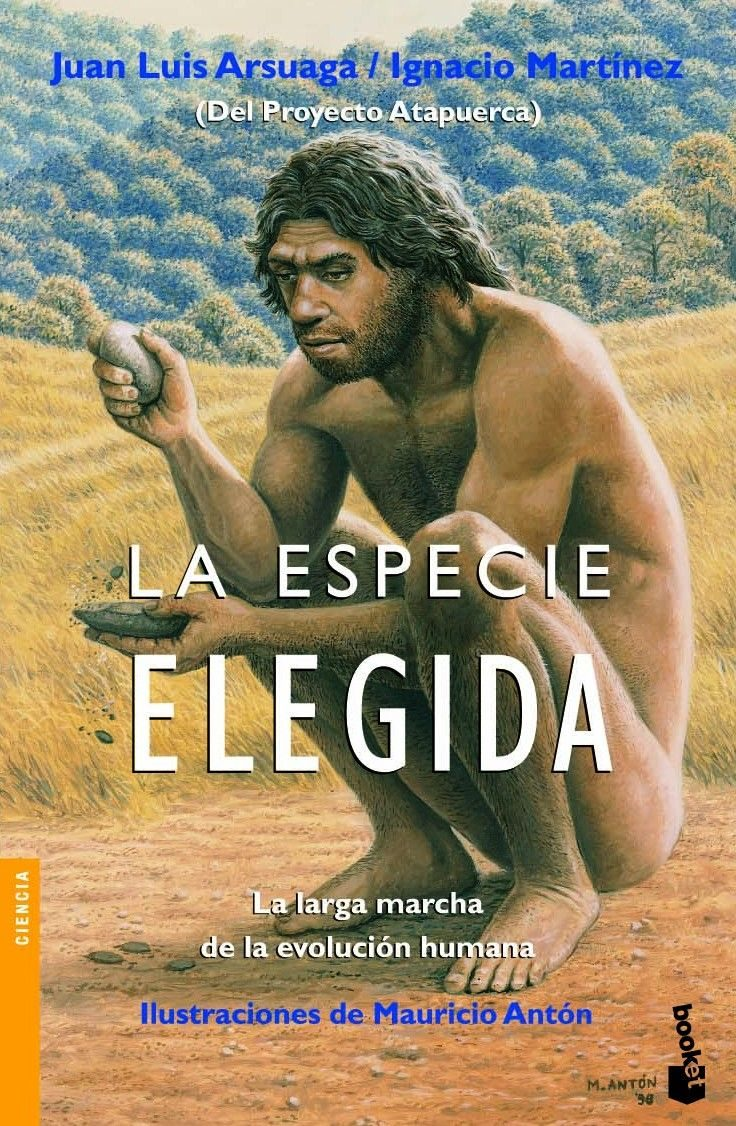 Juan Luis Arsuaga / Ignacio Martínez
(Del Proyecto Atapuerca)
LA ESPECIE
ELEGIDA
CIENCIA
La larga marcha
de la evolución humana
Ilustraciones de Mauricio Antón
booket
M. ANTÓN
'98